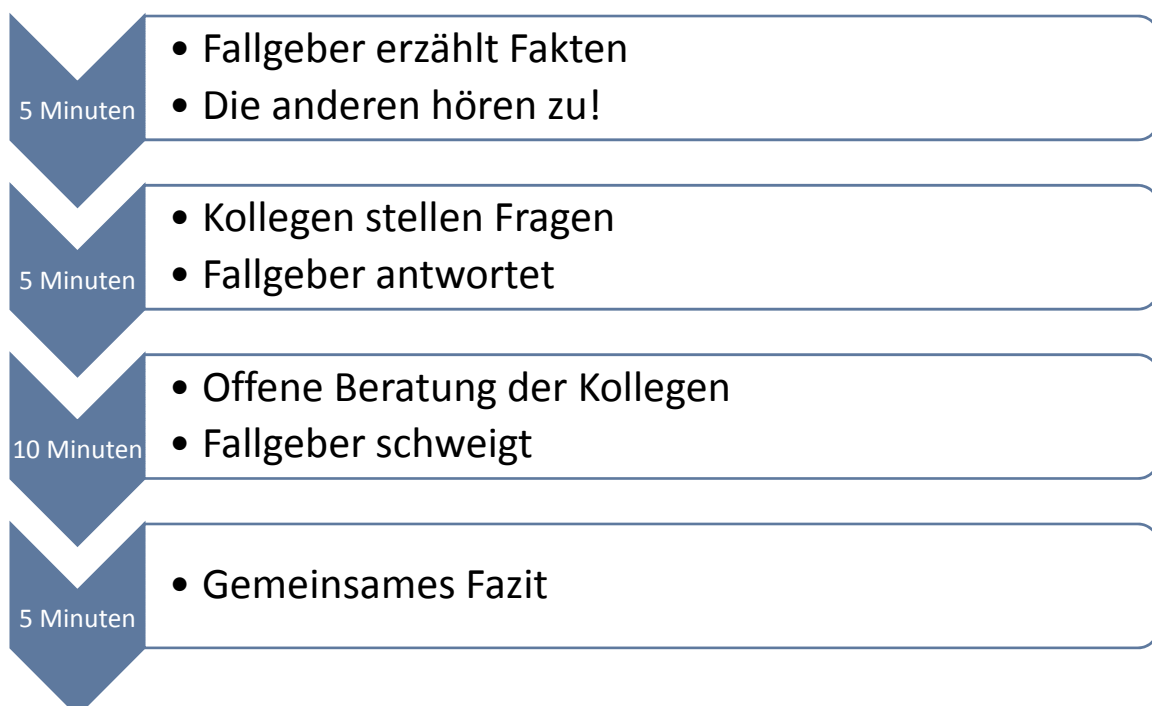 5 Minuten
• Fallgeber erzählt Fakten
• Die anderen hören zu!
5 Minuten
• Kollegen stellen Fragen
• Fallgeber antwortet
10 Minuten
• Offene Beratung der Kollegen
• Fallgeber schweigt
5 Minuten
• Gemeinsames Fazit